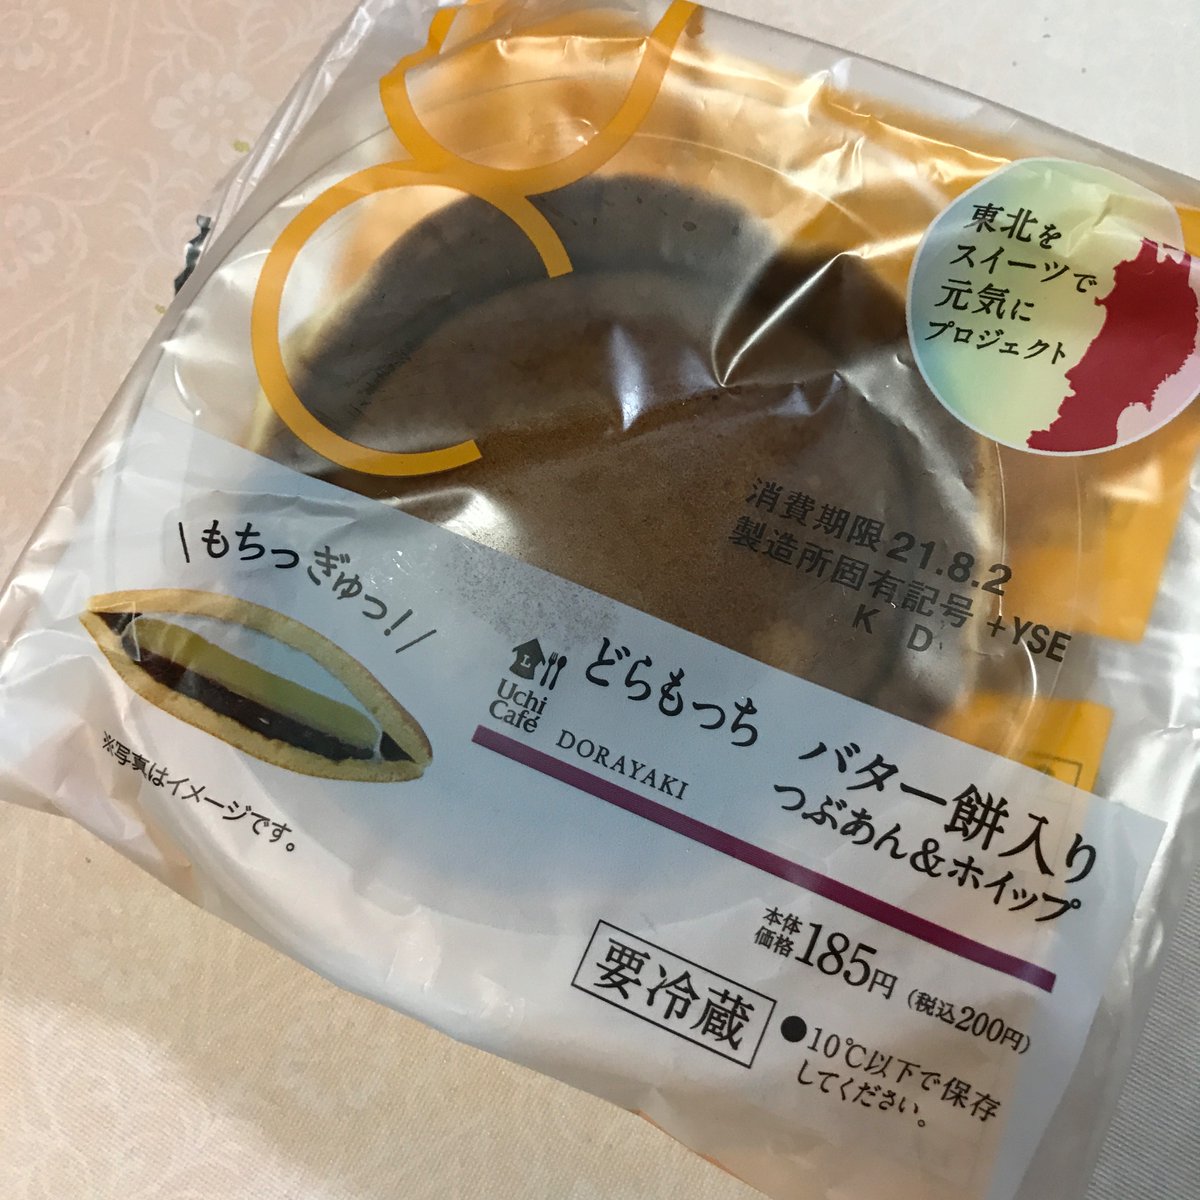 東北を
スイーツで
元気に
プロジェクト
消費期限 21.8.2
製造所固有記号 +YSE
K D
\もちっぎゅっ!/
※写真はイメージです。
L
Uchi
Café
どらもっち バター餅入り
DORAYAKI つぶあん&ホイップ
本体
価格 185円(税込200円)
要冷蔵
●10℃以下で保存
してください。